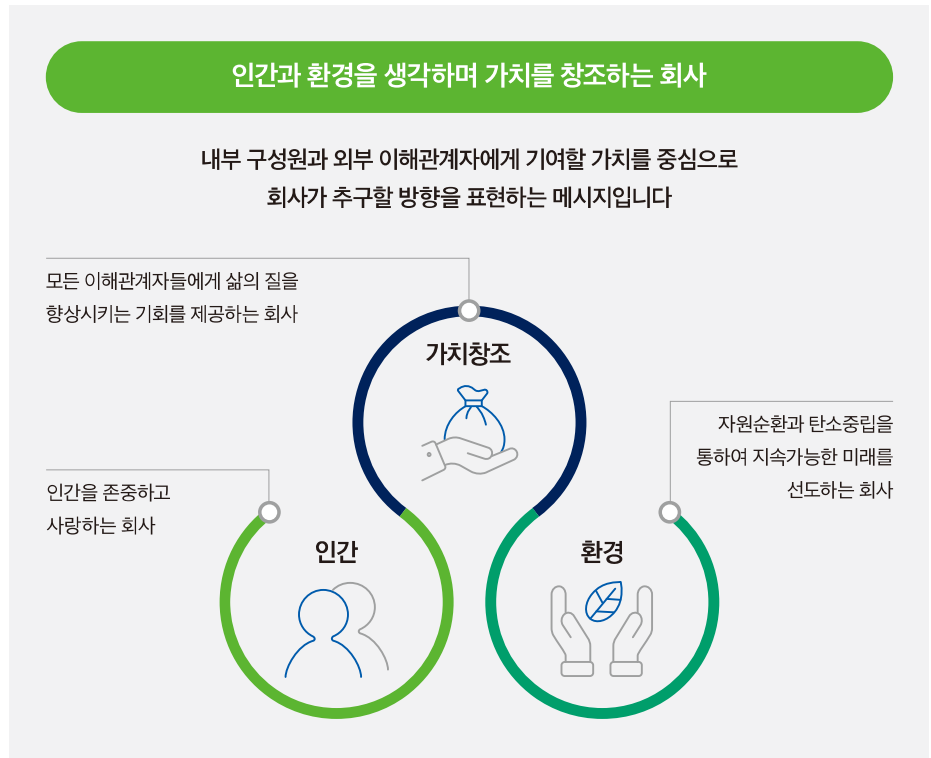 인간과 환경을 생각하며 가치를 창조하는 회사
내부 구성원과 외부 이해관계자에게 기여할 가치를 중심으로
회사가 추구할 방향을 표현하는 메시지입니다
모든 이해관계자들에게 삶의 질을
향상시키는 기회를 제공하는 회사
가치창조
자원순환과 탄소중립을
통하여 지속가능한 미래를
선도하는 회사
인간을 존중하고
사랑하는 회사
인간
환경